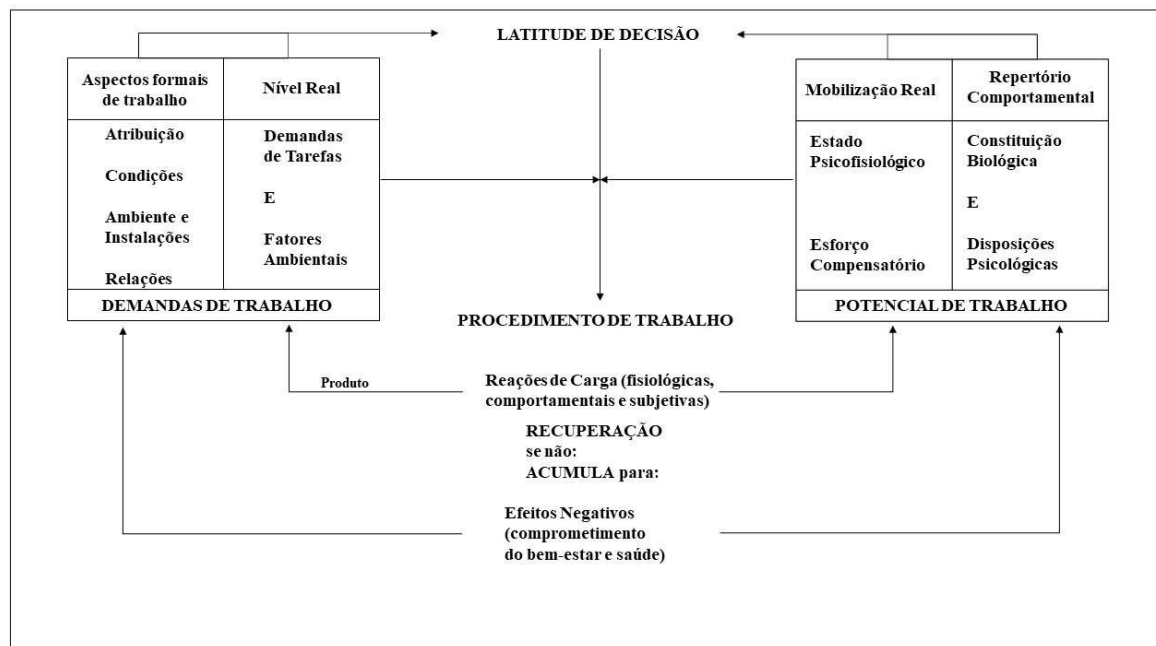 LATITUDE DE DECISÃO
Aspectos formais
de trabalho
Nível Real
Atribuição
Condições
Ambiente e
Instalações
Relações
Demandas
de Tarefas
E
Fatores
Ambientais
DEMANDAS DE TRABALHO
Mobilização Real
Repertório
Comportamental
Estado
Psicofisiológico
Esforço
Compensatório
Constituição
Biológica
E
Disposições
Psicológicas
POTENCIAL DE TRABALHO
PROCEDIMENTO DE TRABALHO
Produto
Reações de Carga (fisiológicas,
comportamentais e subjetivas)
RECUPERAÇÃO
se não:
ACUMULA para:
Efeitos Negativos
(comprometimento
do bem-estar e saúde)